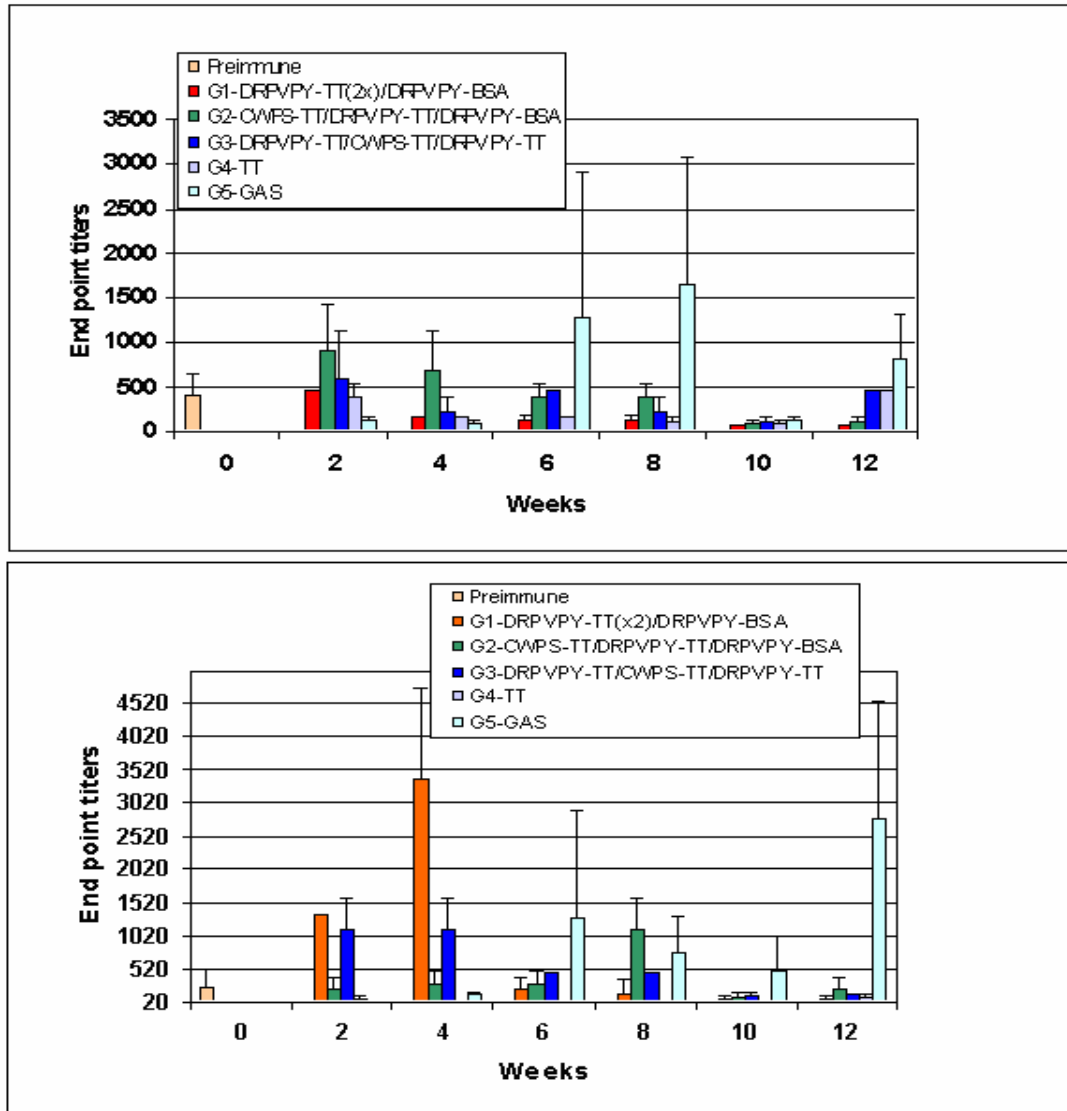 Preimmune
G1-DRPVPY-TT(2x)/DRPVPY-BSA
G2-CWPS-TT/DRPVPY-TT/DRPVPY-BSA
G3-DRPVPY-TT/CWPS-TT/DRPVPY-TT
G4-TT
G5-GAS
End point titers
3500
3000
2500
2000
1500
1000
500
0
0 2 4 6 8 10 12
Weeks
Preimmune
G1-DRPVPY-TT(x2)/DRPVPY-BSA
G2-CWPS-TT/DRPVPY-TT/DRPVPY-BSA
G3-DRPVPY-TT/CWPS-TT/DRPVPY-TT
G4-TT
G5-GAS
End point titers
4520
4020
3520
3020
2520
2020
1520
1020
520
20
0 2 4 6 8 10 12
Weeks